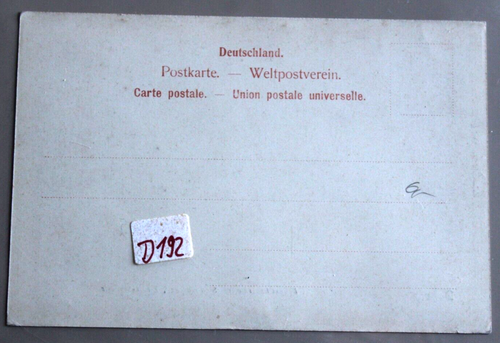 Deutschland.
Postkarte. — Weltpostverein.
Carte postale. — Union postale universelle.
D192